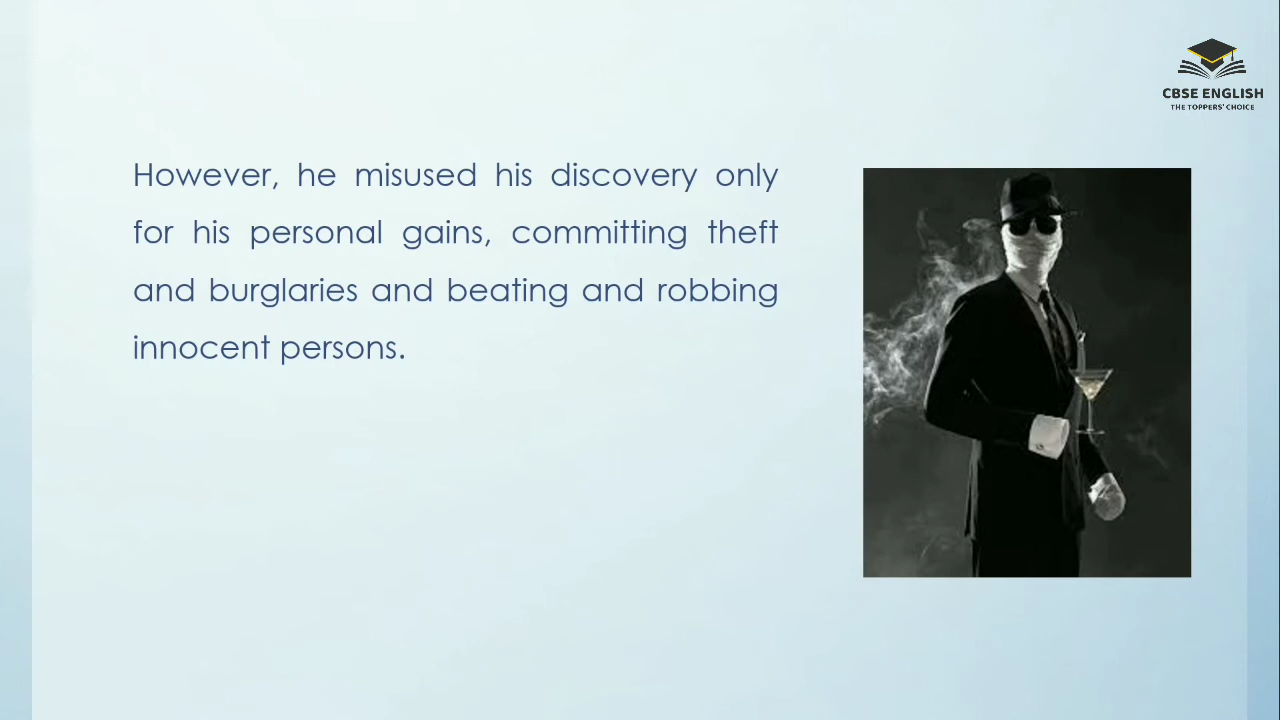 CBSE ENGLISH
THE TOPPERS' CHOICE
However, he misused his discovery only
for his personal gains, committing theft
and burglaries and beating and robbing
innocent persons.